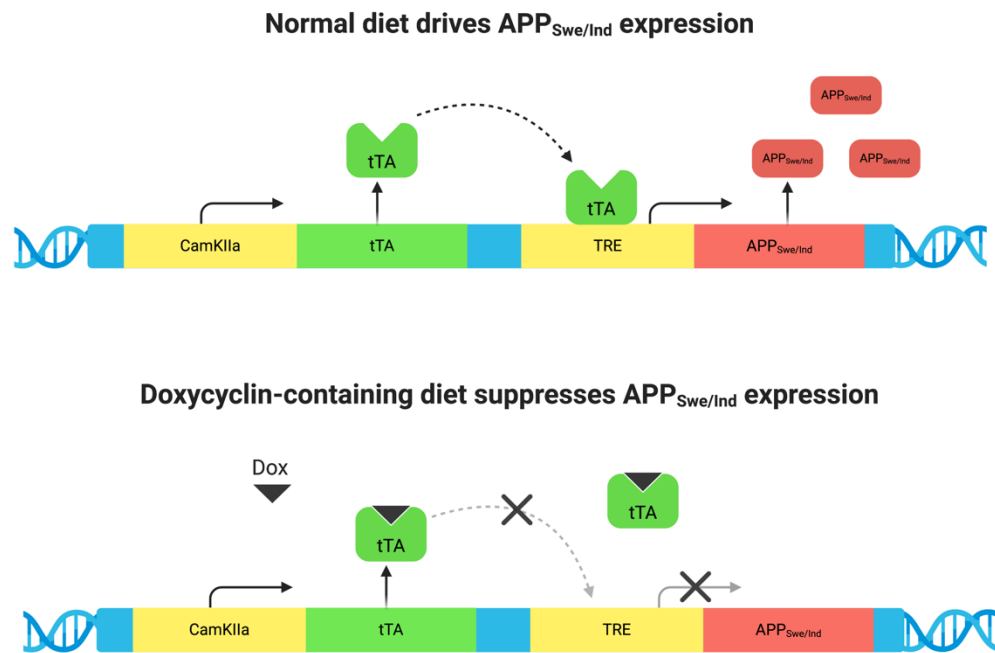 Normal diet drives APPSwe/Ind expression
APPSwe/Ind
tTA
APPSwe/Ind
APPSwe/Ind
tTA
CamKIIa
tTA
TRE
APPSwe/Ind
Doxycyclin-containing diet suppresses APPSwe/Ind expression
Dox
tTA
tTA
CamKIIa
tTA
TRE
APPSwe/Ind